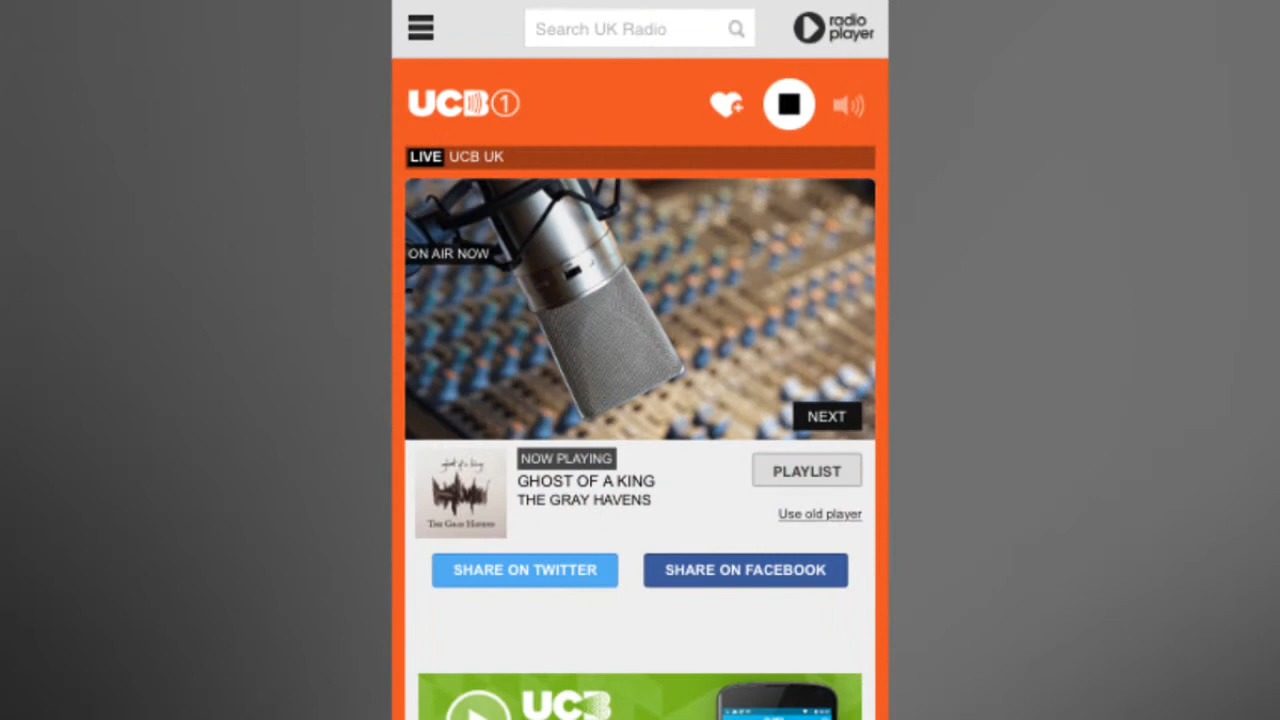 Search UK Radio
radio
player
UCB 1
LIVE UCB UK
ON AIR NOW
NEXT
ghost of a king
THE GRAY HAVENS
NOW PLAYING
GHOST OF A KING
THE GRAY HAVENS
PLAYLIST
Use old player
SHARE ON TWITTER
SHARE ON FACEBOOK
UCB